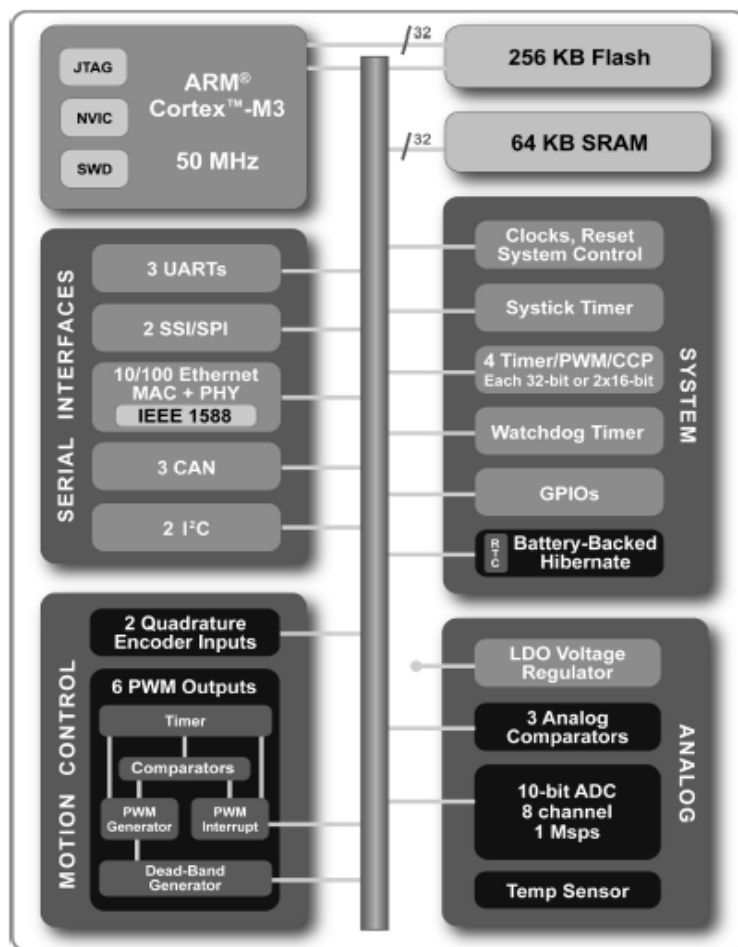 JTAG
NVIC
SWD
ARM®
Cortex™-M3
50 MHz
32
256 KB Flash
32
64 KB SRAM
SERIAL INTERFACES
3 UARTs
2 SSI/SPI
10/100 Ethernet
MAC + PHY
IEEE 1588
3 CAN
2 I²C
SYSTEM
Clocks, Reset
System Control
Systick Timer
4 Timer/PWM/CCP
Each 32-bit or 2x16-bit
Watchdog Timer
GPIOs
RTC
Battery-Backed
Hibernate
MOTION CONTROL
2 Quadrature
Encoder Inputs
6 PWM Outputs
Timer
Comparators
PWM
Generator
PWM
Interrupt
Dead-Band
Generator
ANALOG
LDO Voltage
Regulator
3 Analog
Comparators
10-bit ADC
8 channel
1 Msps
Temp Sensor